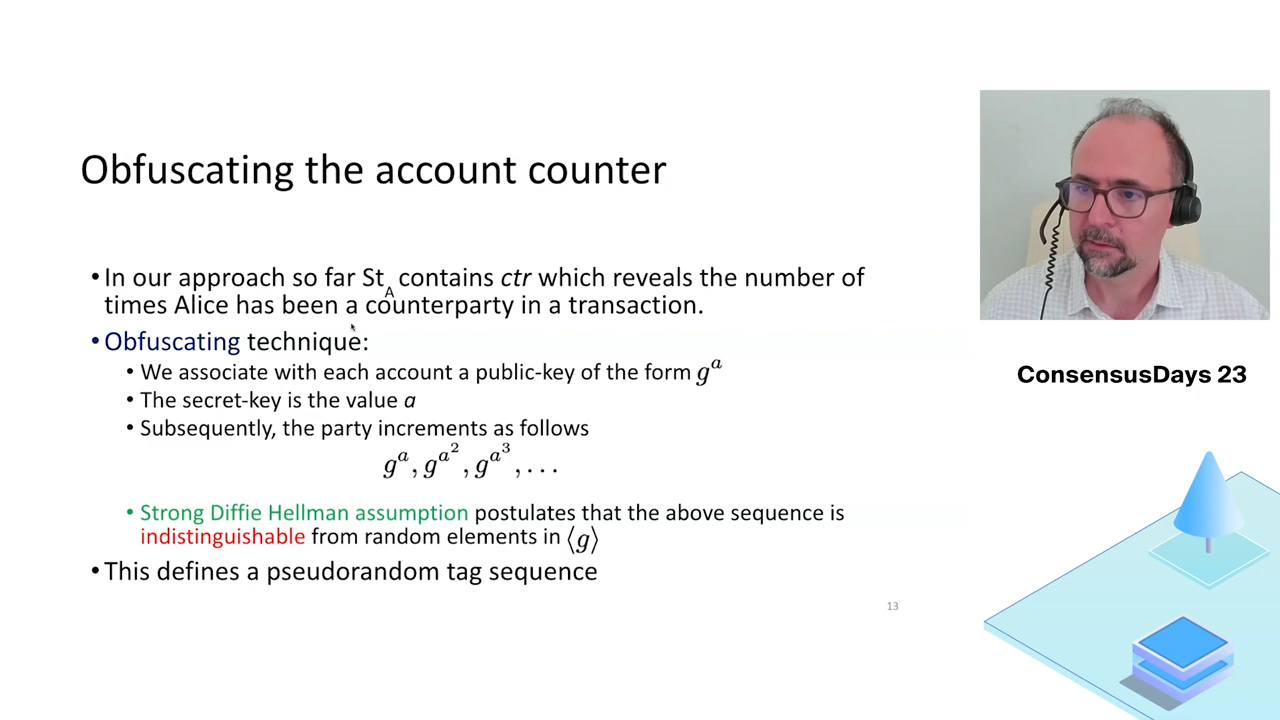 Obfuscating the account counter
• In our approach so far St_A contains ctr which reveals the number of
times Alice has been a counterparty in a transaction.
• Obfuscating technique:
• We associate with each account a public-key of the form g^a
• The secret-key is the value a
• Subsequently, the party increments as follows
g^a, g^{a^2}, g^{a^3}, . . .
• Strong Diffie Hellman assumption postulates that the above sequence is
indistinguishable from random elements in ⟨g⟩
• This defines a pseudorandom tag sequence
13
ConsensusDays 23